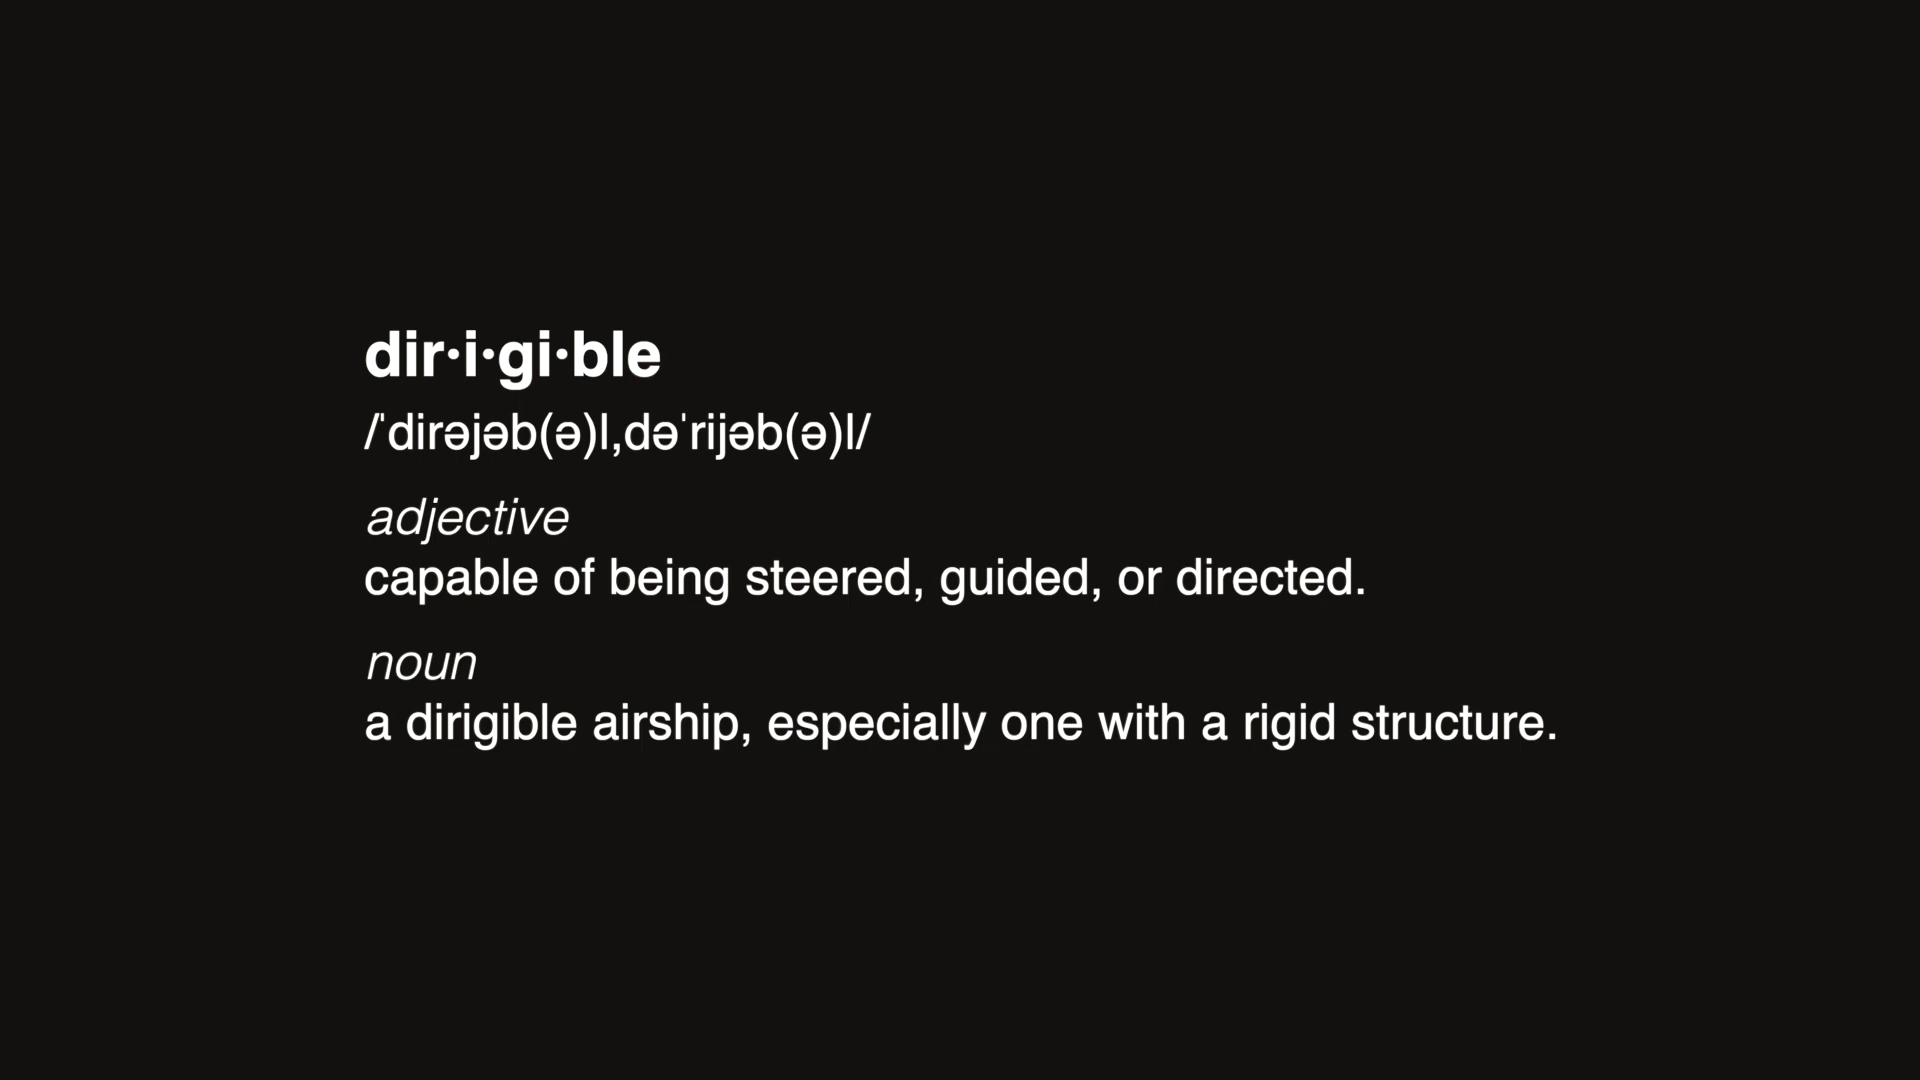 dir·i·gi·ble
/ˈdirəjəb(ə)l,dəˈrijəb(ə)l/
adjective
capable of being steered, guided, or directed.
noun
a dirigible airship, especially one with a rigid structure.